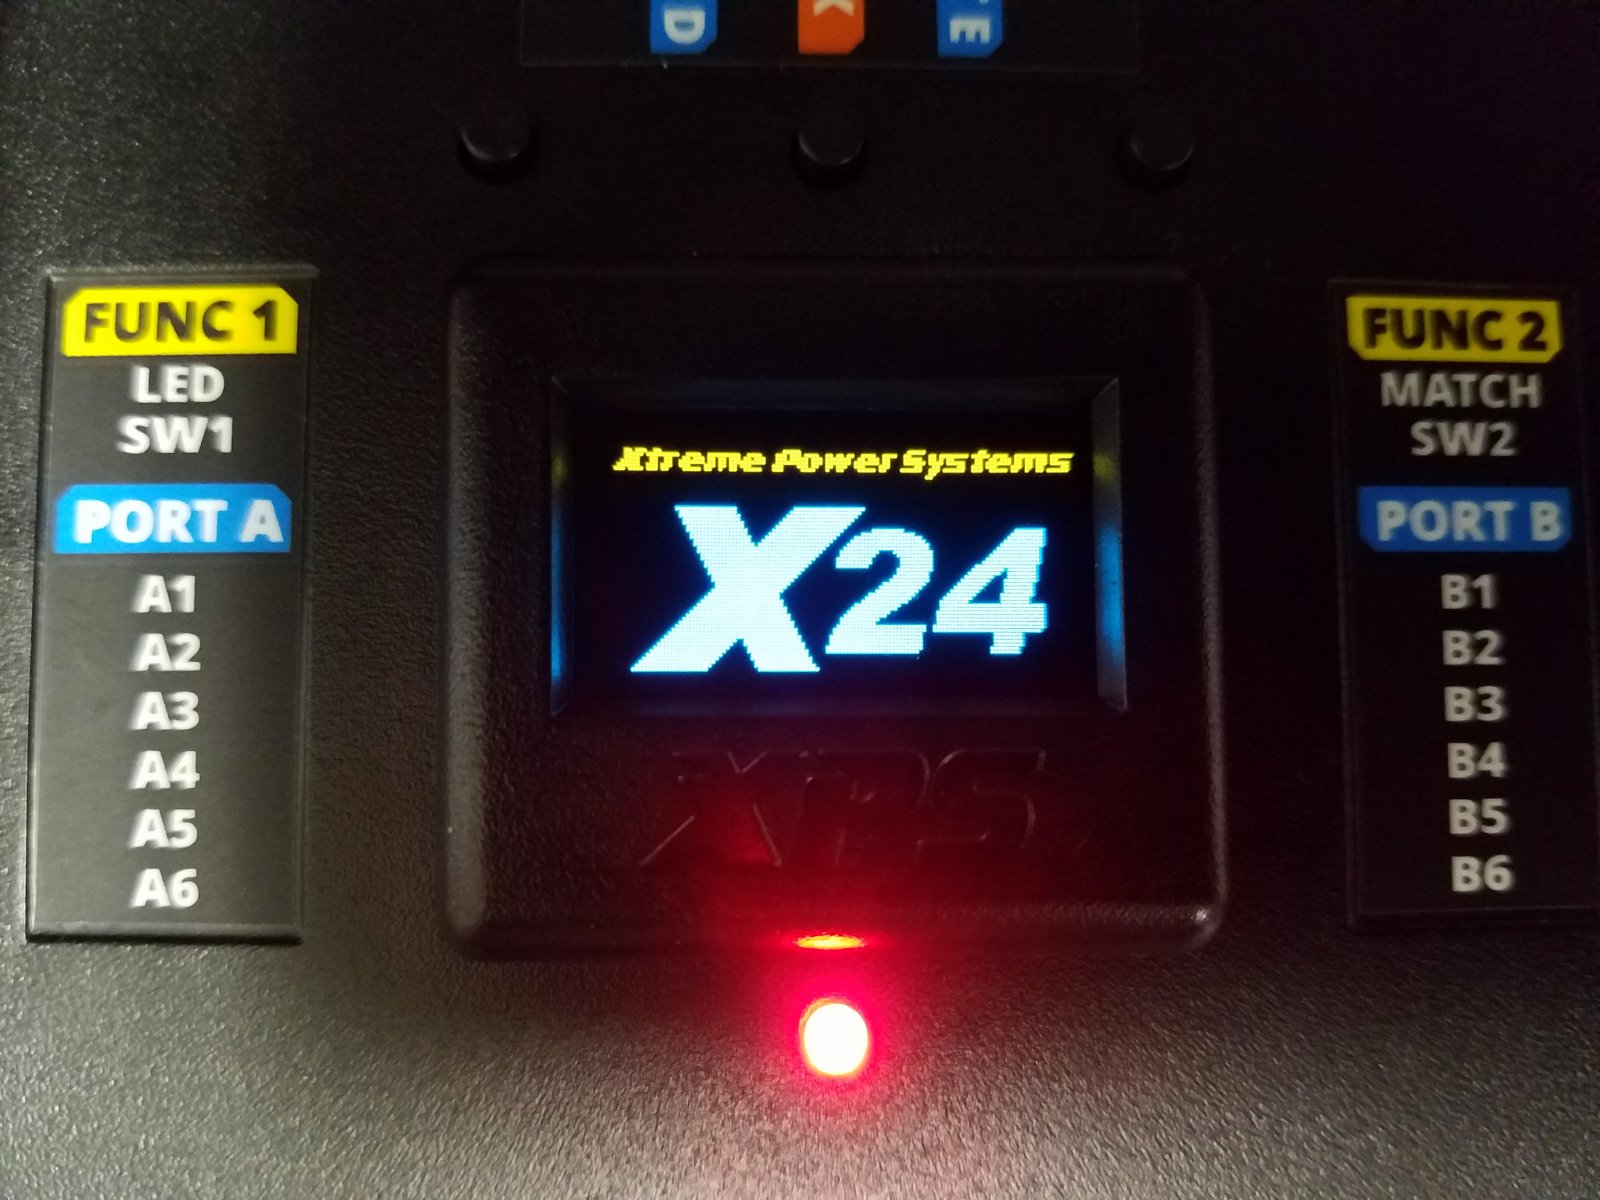 D
K
E
FUNC 1
LED
SW1
PORT A
A1
A2
A3
A4
A5
A6
Xtreme Power Systems
X24
XPS
FUNC 2
MATCH
SW2
PORT B
B1
B2
B3
B4
B5
B6